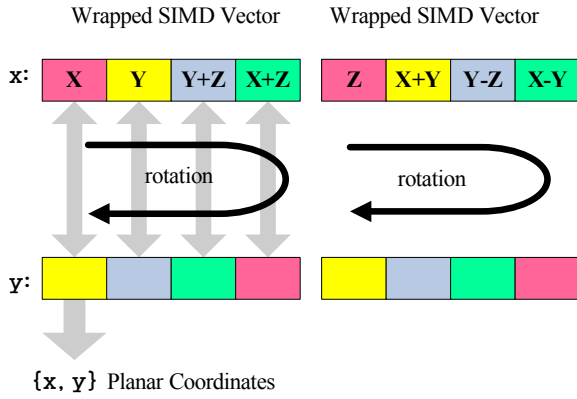 Wrapped SIMD Vector Wrapped SIMD Vector
x: X Y Y+Z X+Z Z X+Y Y-Z X-Y
rotation rotation
y:
{x, y} Planar Coordinates